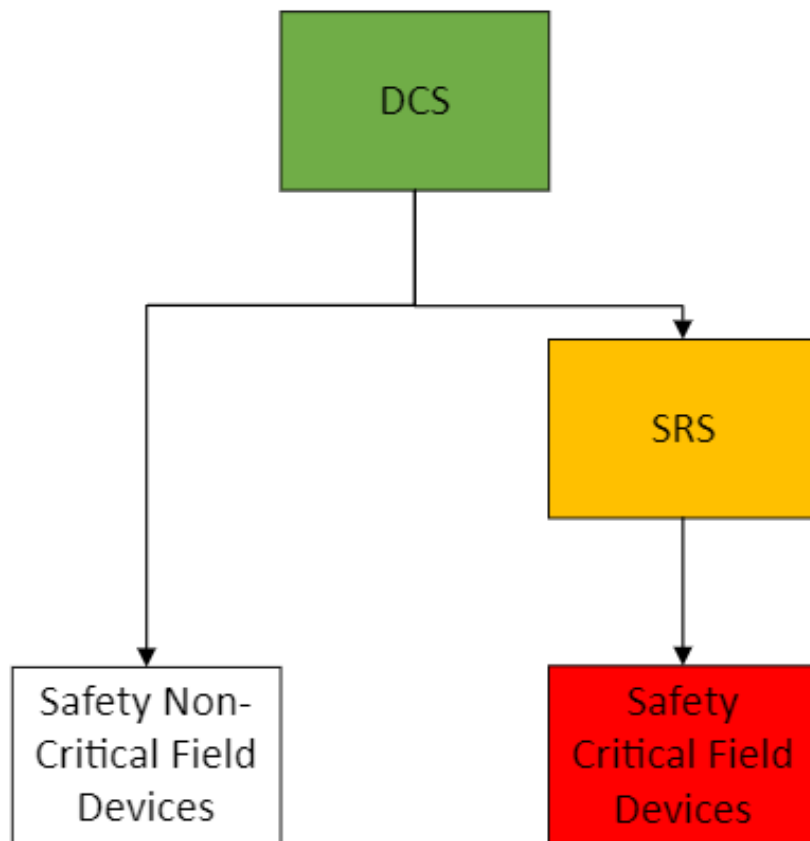 DCS
SRS
Safety Non-
Critical Field
Devices
Safety
Critical Field
Devices